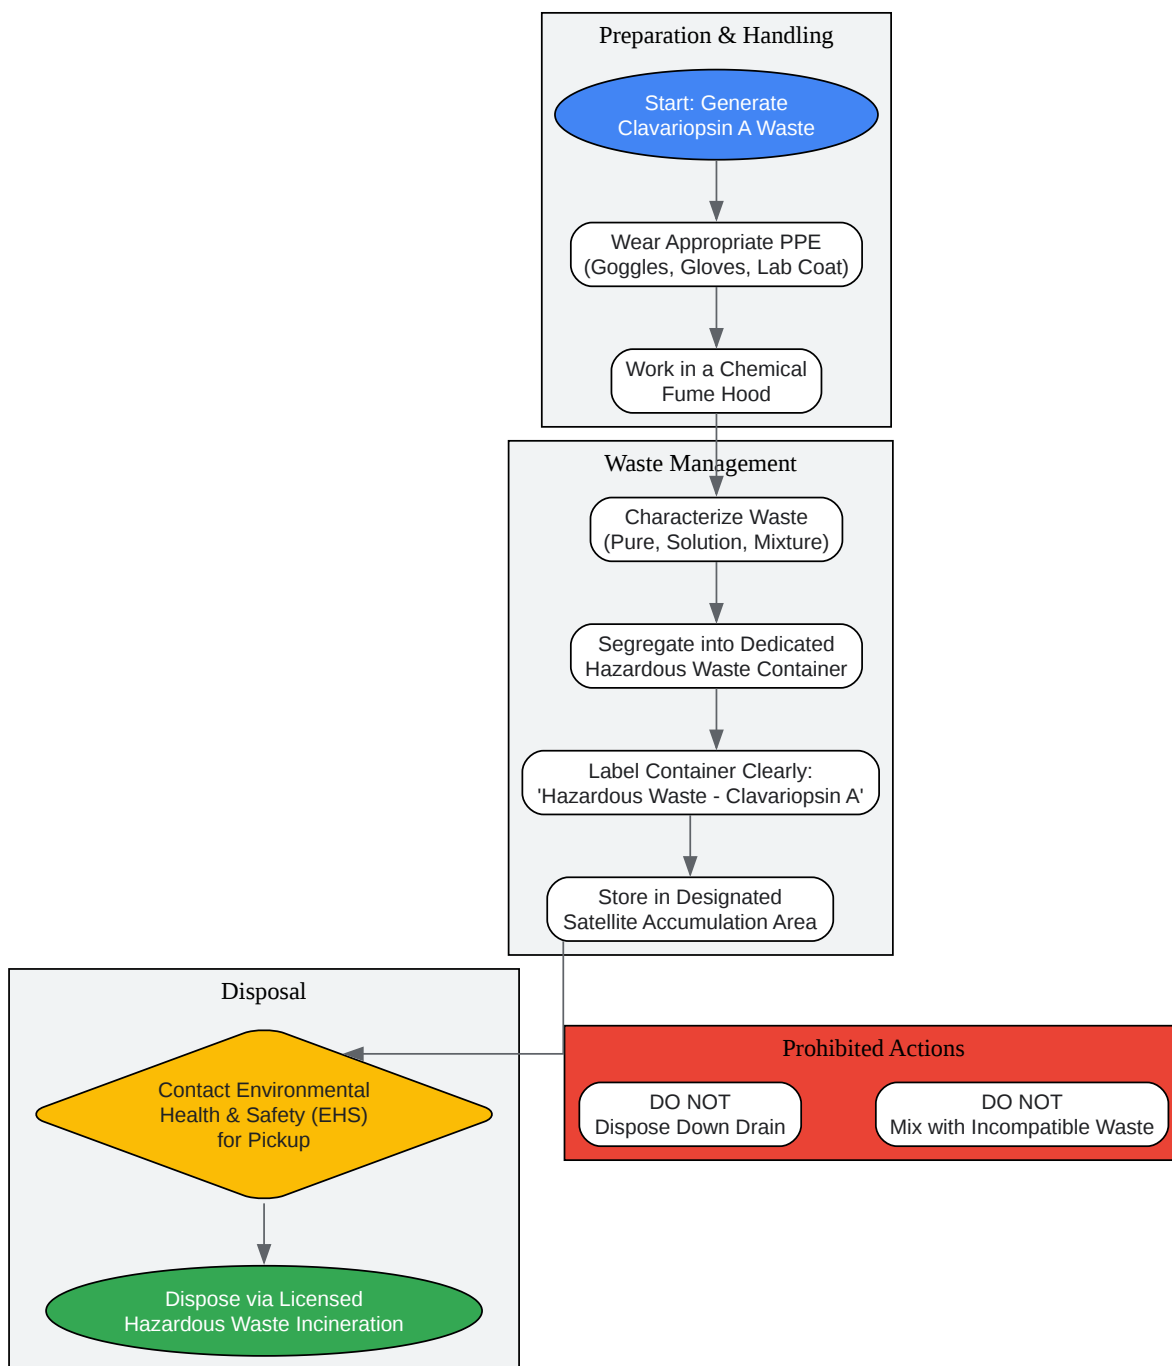 Preparation & Handling
Start: Generate
Clavariopsin A Waste
Wear Appropriate PPE
(Goggles, Gloves, Lab Coat)
Work in a Chemical
Fume Hood
Waste Management
Characterize Waste
(Pure, Solution, Mixture)
Segregate into Dedicated
Hazardous Waste Container
Label Container Clearly:
'Hazardous Waste - Clavariopsin A'
Store in Designated
Satellite Accumulation Area
Disposal
Contact Environmental
Health & Safety (EHS)
for Pickup
Dispose via Licensed
Hazardous Waste Incineration
Prohibited Actions
DO NOT
Dispose Down Drain
DO NOT
Mix with Incompatible Waste